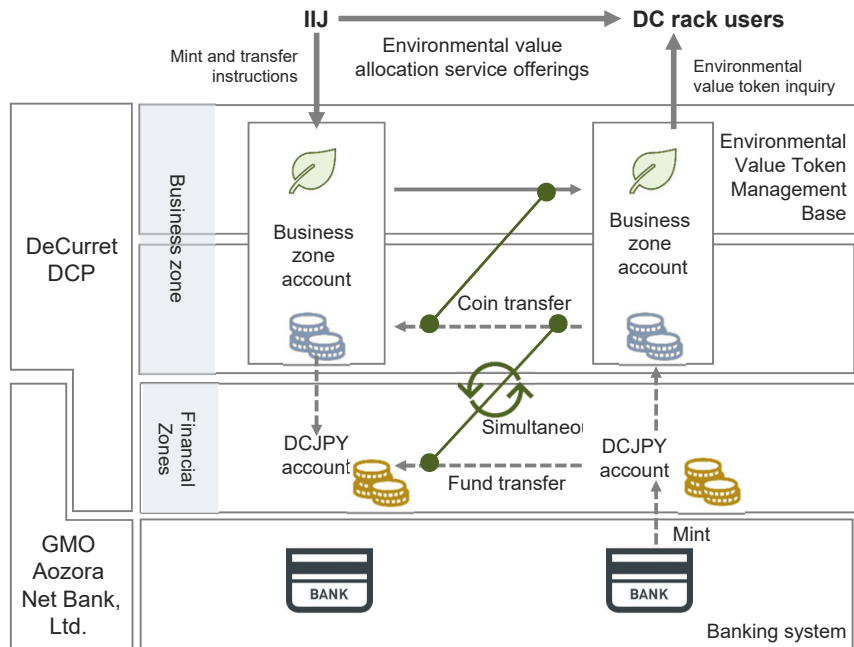 IIJ
DC rack users
Mint and transfer
instructions
Environmental value
allocation service offerings
Environmental
value token inquiry
DeCurret
DCP
Business zone
Business
zone
account
Business
zone
account
Environmental
Value Token
Management
Base
Coin transfer
Financial
Zones
Simultaneou
DCJPY
account
DCJPY
account
Fund transfer
Mint
GMO
Aozora
Net Bank,
Ltd.
BANK
BANK
Banking system